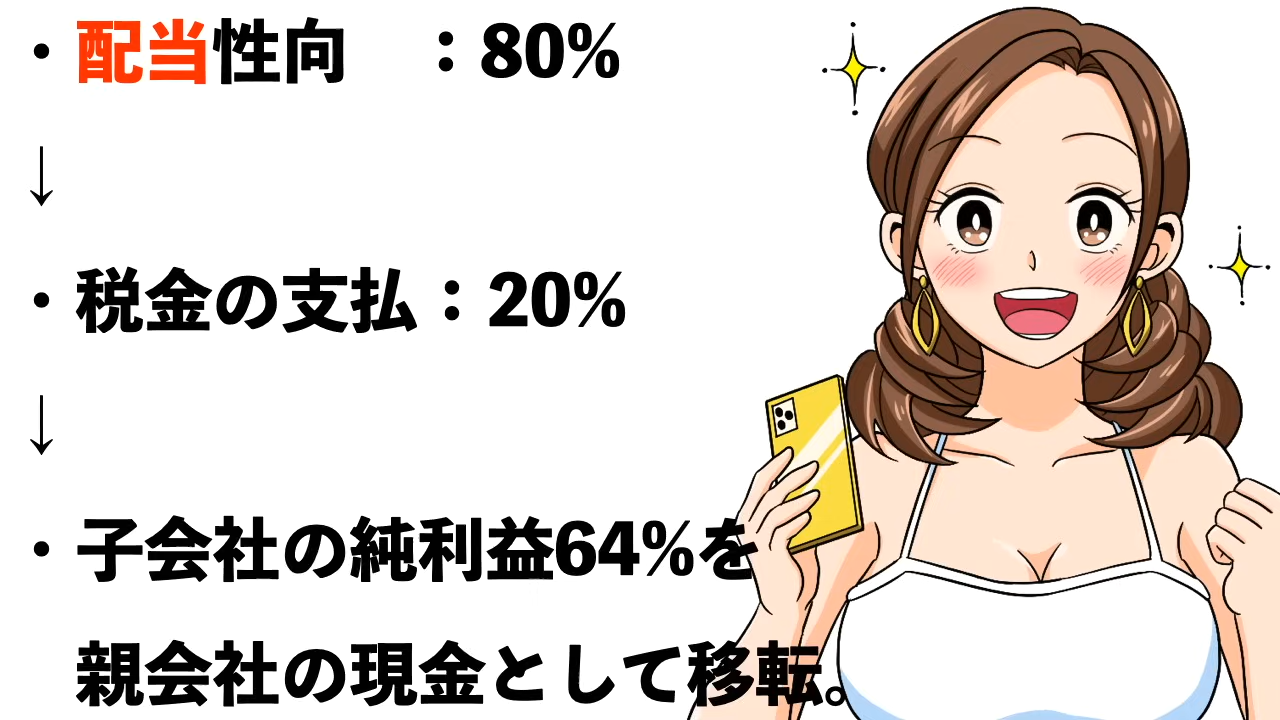 ・配当性向　：80%
↓
・税金の支払：20%
↓
・子会社の純利益64%を
親会社の現金として移転。